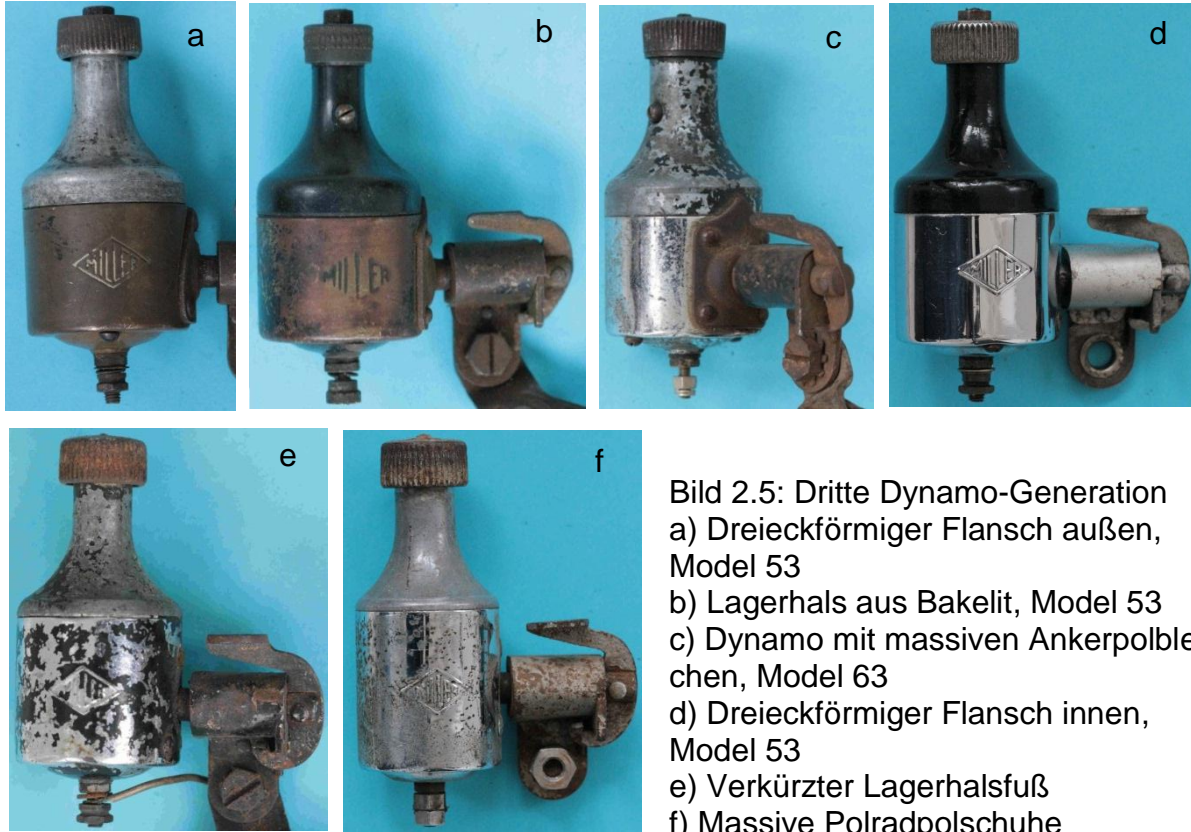 a
b
c
d
MILLER
MILLER
MILLER
e
f
MILLER
Bild 2.5: Dritte Dynamo-Generation
a) Dreieckförmiger Flansch außen,
Model 53
b) Lagerhals aus Bakelit, Model 53
c) Dynamo mit massiven Ankerpolble
chen, Model 63
d) Dreieckförmiger Flansch innen,
Model 53
e) Verkürzter Lagerhalsfuß
f) Massive Polradpolschuhe